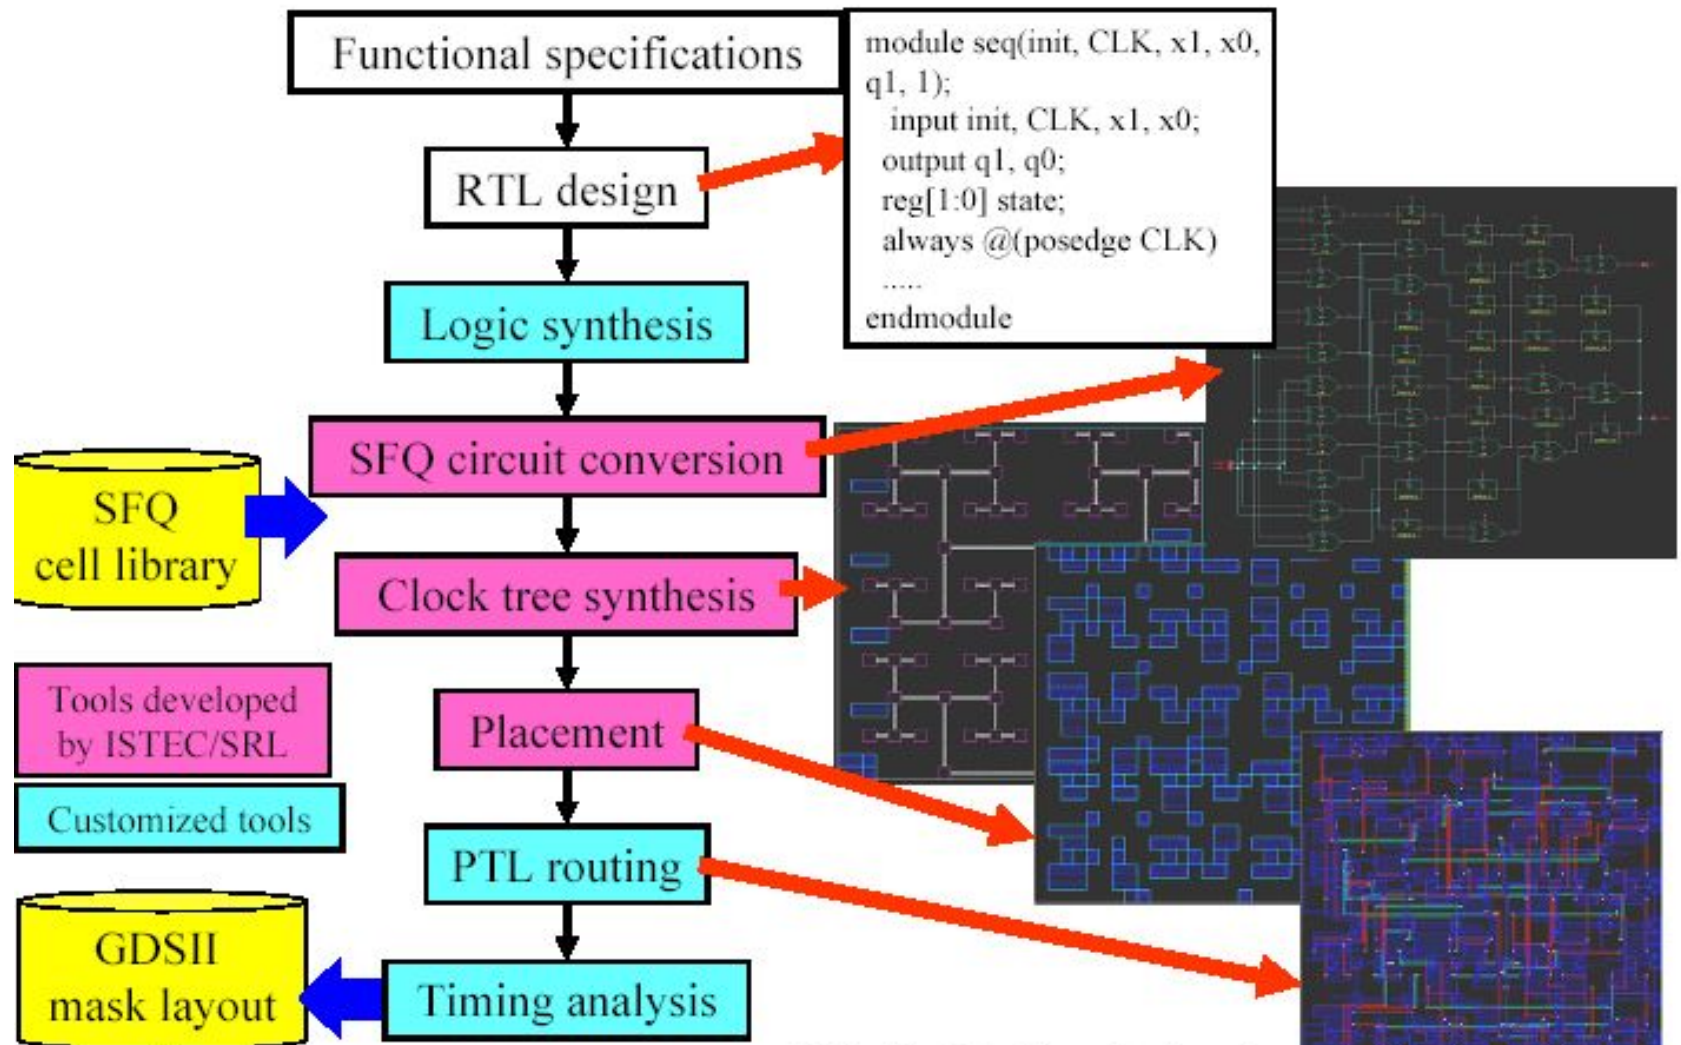 Functional specifications
RTL design
Logic synthesis
SFQ circuit conversion
Clock tree synthesis
Placement
PTL routing
Timing analysis
SFQ
cell library
Tools developed
by ISTEC/SRL
Customized tools
GDSII
mask layout
module seq(init, CLK, x1, x0,
q1, 1);
input init, CLK, x1, x0;
output q1, q0;
reg[1:0] state;
always @(posedge CLK)
.....
endmodule